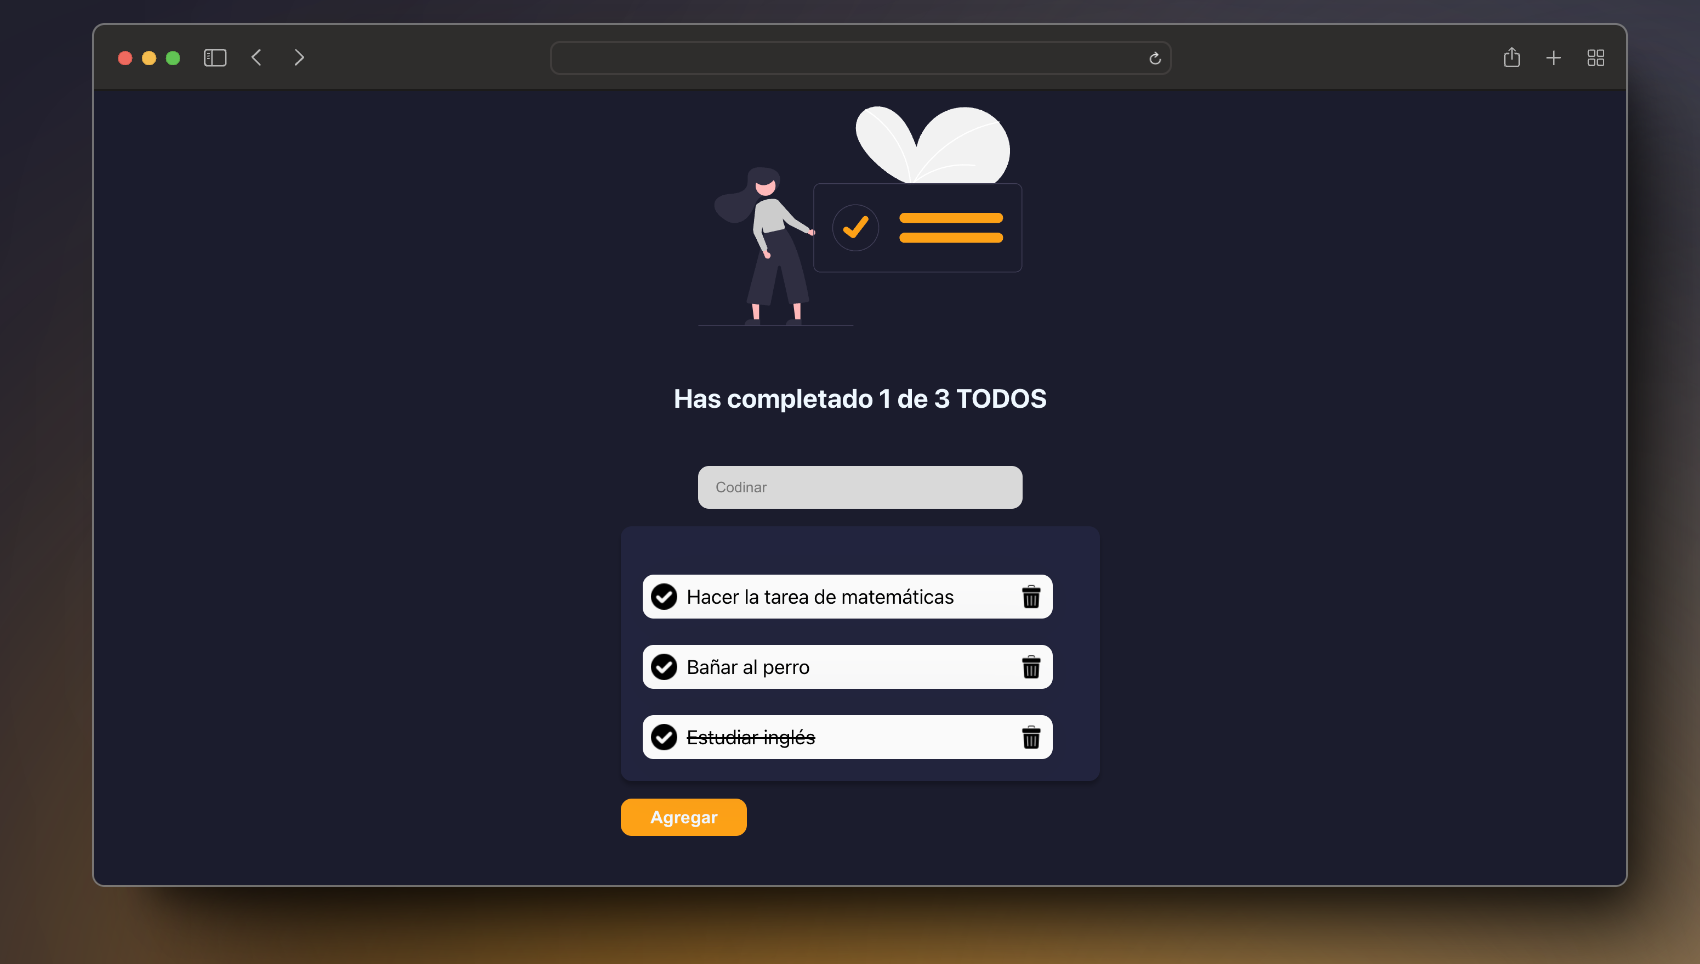 Has completado 1 de 3 TODOS
Codinar
Hacer la tarea de matemáticas
Bañar al perro
Estudiar inglés
Agregar